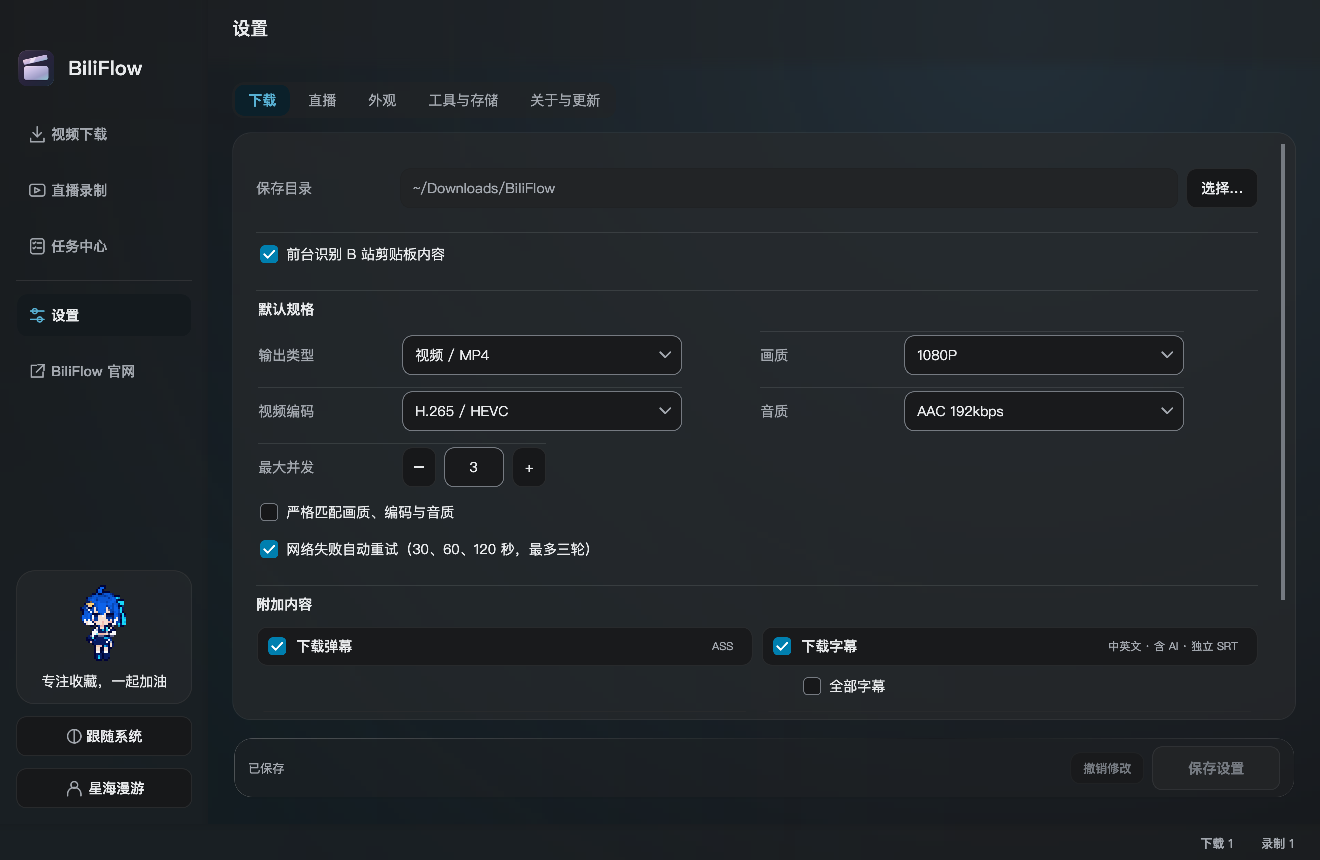 设置
BiliFlow
视频下载
直播录制
任务中心
设置
BiliFlow 官网
专注收藏，一起加油
跟随系统
星海漫游
下载 直播 外观 工具与存储 关于与更新
保存目录 ~/Downloads/BiliFlow 选择...
前台识别 B 站剪贴板内容
默认规格
输出类型 视频 / MP4 画质 1080P
视频编码 H.265 / HEVC 音质 AAC 192kbps
最大并发 − 3 +
严格匹配画质、编码与音质
网络失败自动重试（30、60、120 秒，最多三轮）
附加内容
下载弹幕 ASS 下载字幕 中英文 · 含 AI · 独立 SRT
全部字幕
已保存 撤销修改 保存设置
下载 1 录制 1